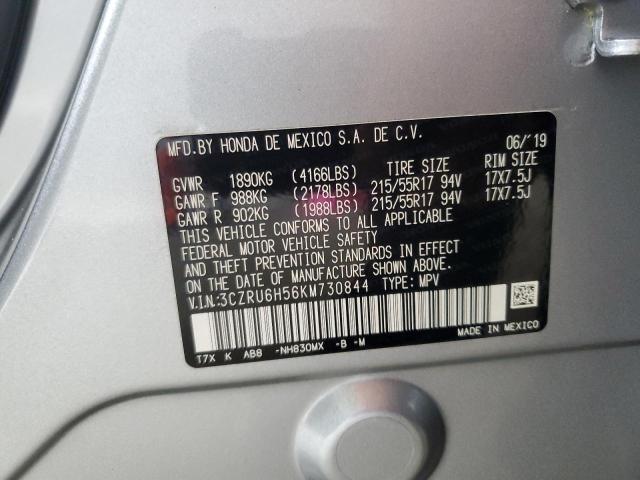 MFD.BY HONDA DE MEXICO S.A. DE C.V. 06/'19
GVWR 1890KG (4166LBS) TIRE SIZE RIM SIZE
GAWR F 988KG (2178LBS) 215/55R17 94V 17X7.5J
GAWR R 902KG (1988LBS) 215/55R17 94V 17X7.5J
THIS VEHICLE CONFORMS TO ALL APPLICABLE
FEDERAL MOTOR VEHICLE SAFETY
AND THEFT PREVENTION STANDARDS IN EFFECT
ON THE DATE OF MANUFACTURE SHOWN ABOVE.
V.I.N:3CZRU6H56KM730844 TYPE: MPV
T7X K AB8 -NH830MX -B -M MADE IN MEXICO